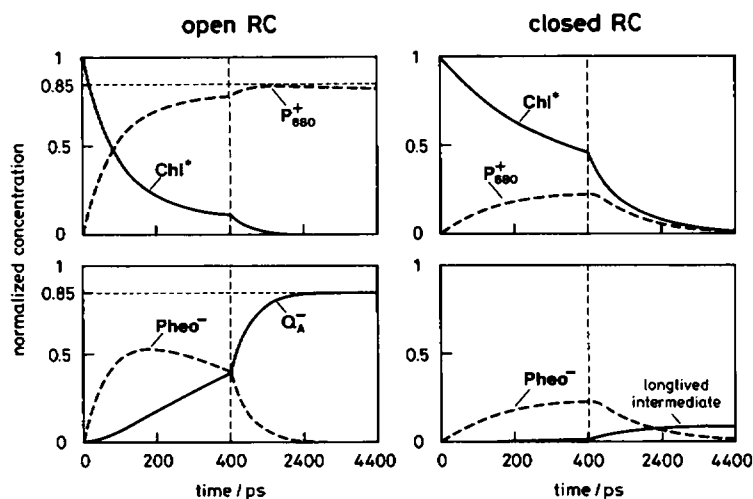 open RC
closed RC
normalized concentration
1
0.85
0.5
0
Chl*
P+680
1
0.5
0
Chl*
P+680
1
0.85
0.5
0
Pheo−
QA−
0 200 400 2400 4400
time/ps
1
0.5
0
Pheo−
longlived
intermediate
0 200 400 2400 4400
time/ps